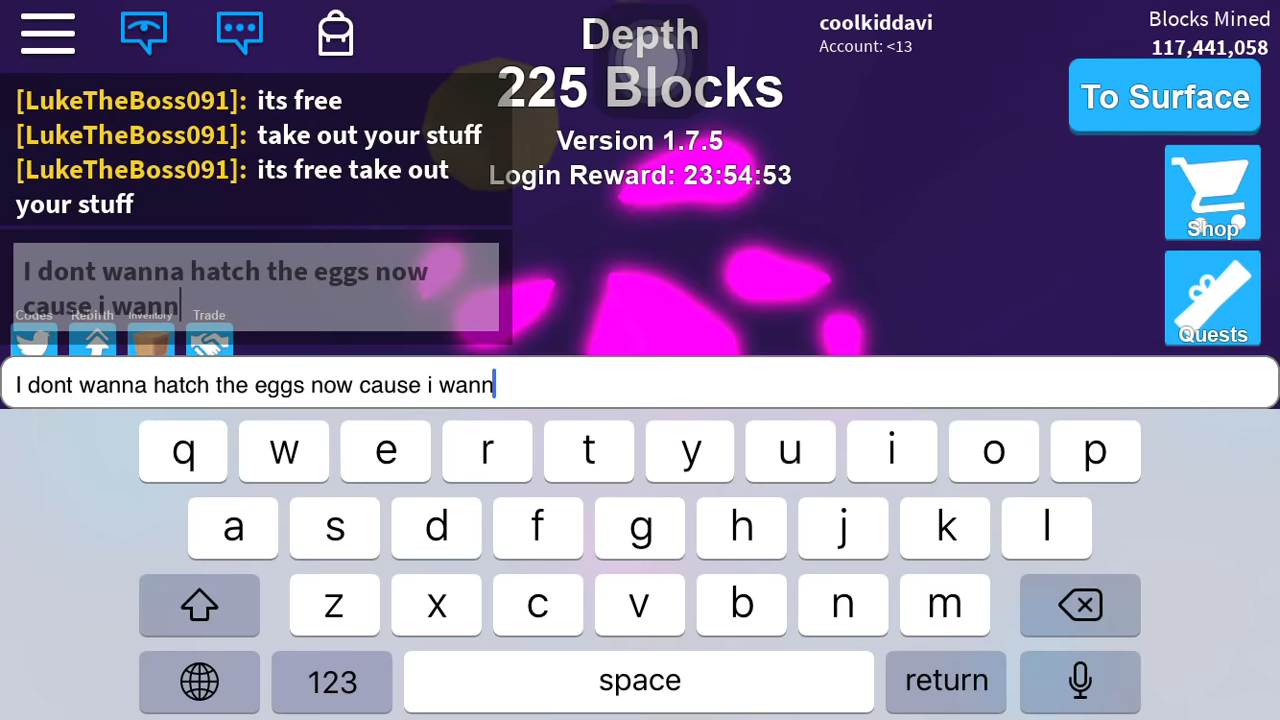 Depth
225 Blocks
Version 1.7.5
Login Reward: 23:54:53
coolkiddavi
Account: <13
Blocks Mined
117,441,058
To Surface
Shop
Quests
[LukeTheBoss091]: its free
[LukeTheBoss091]: take out your stuff
[LukeTheBoss091]: its free take out
your stuff
I dont wanna hatch the eggs now
cause i wann
Codes Rebirth Inventory Trade
I dont wanna hatch the eggs now cause i wann
q w e r t y u i o p
a s d f g h j k l
z x c v b n m
123 space return